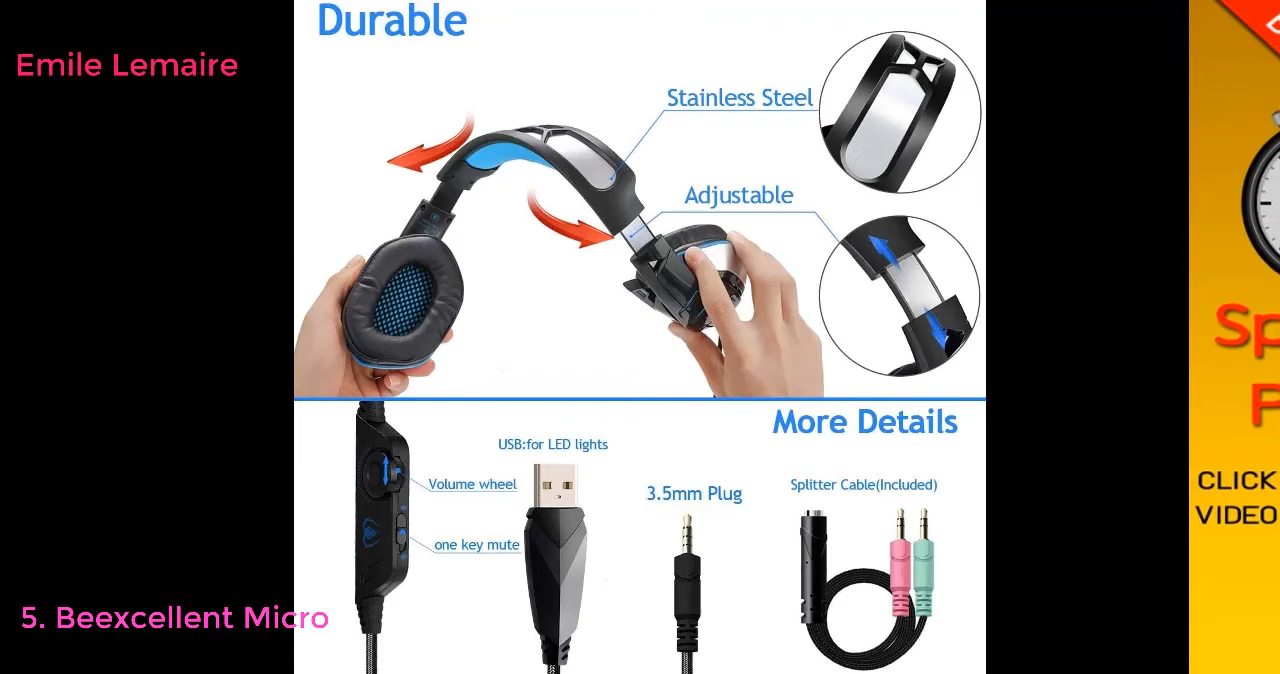 Durable
Emile Lemaire
Stainless Steel
Adjustable
More Details
USB:for LED lights
Volume wheel
3.5mm Plug
Splitter Cable(Included)
one key mute
5. Beexcellent Micro
CLICK
VIDEO